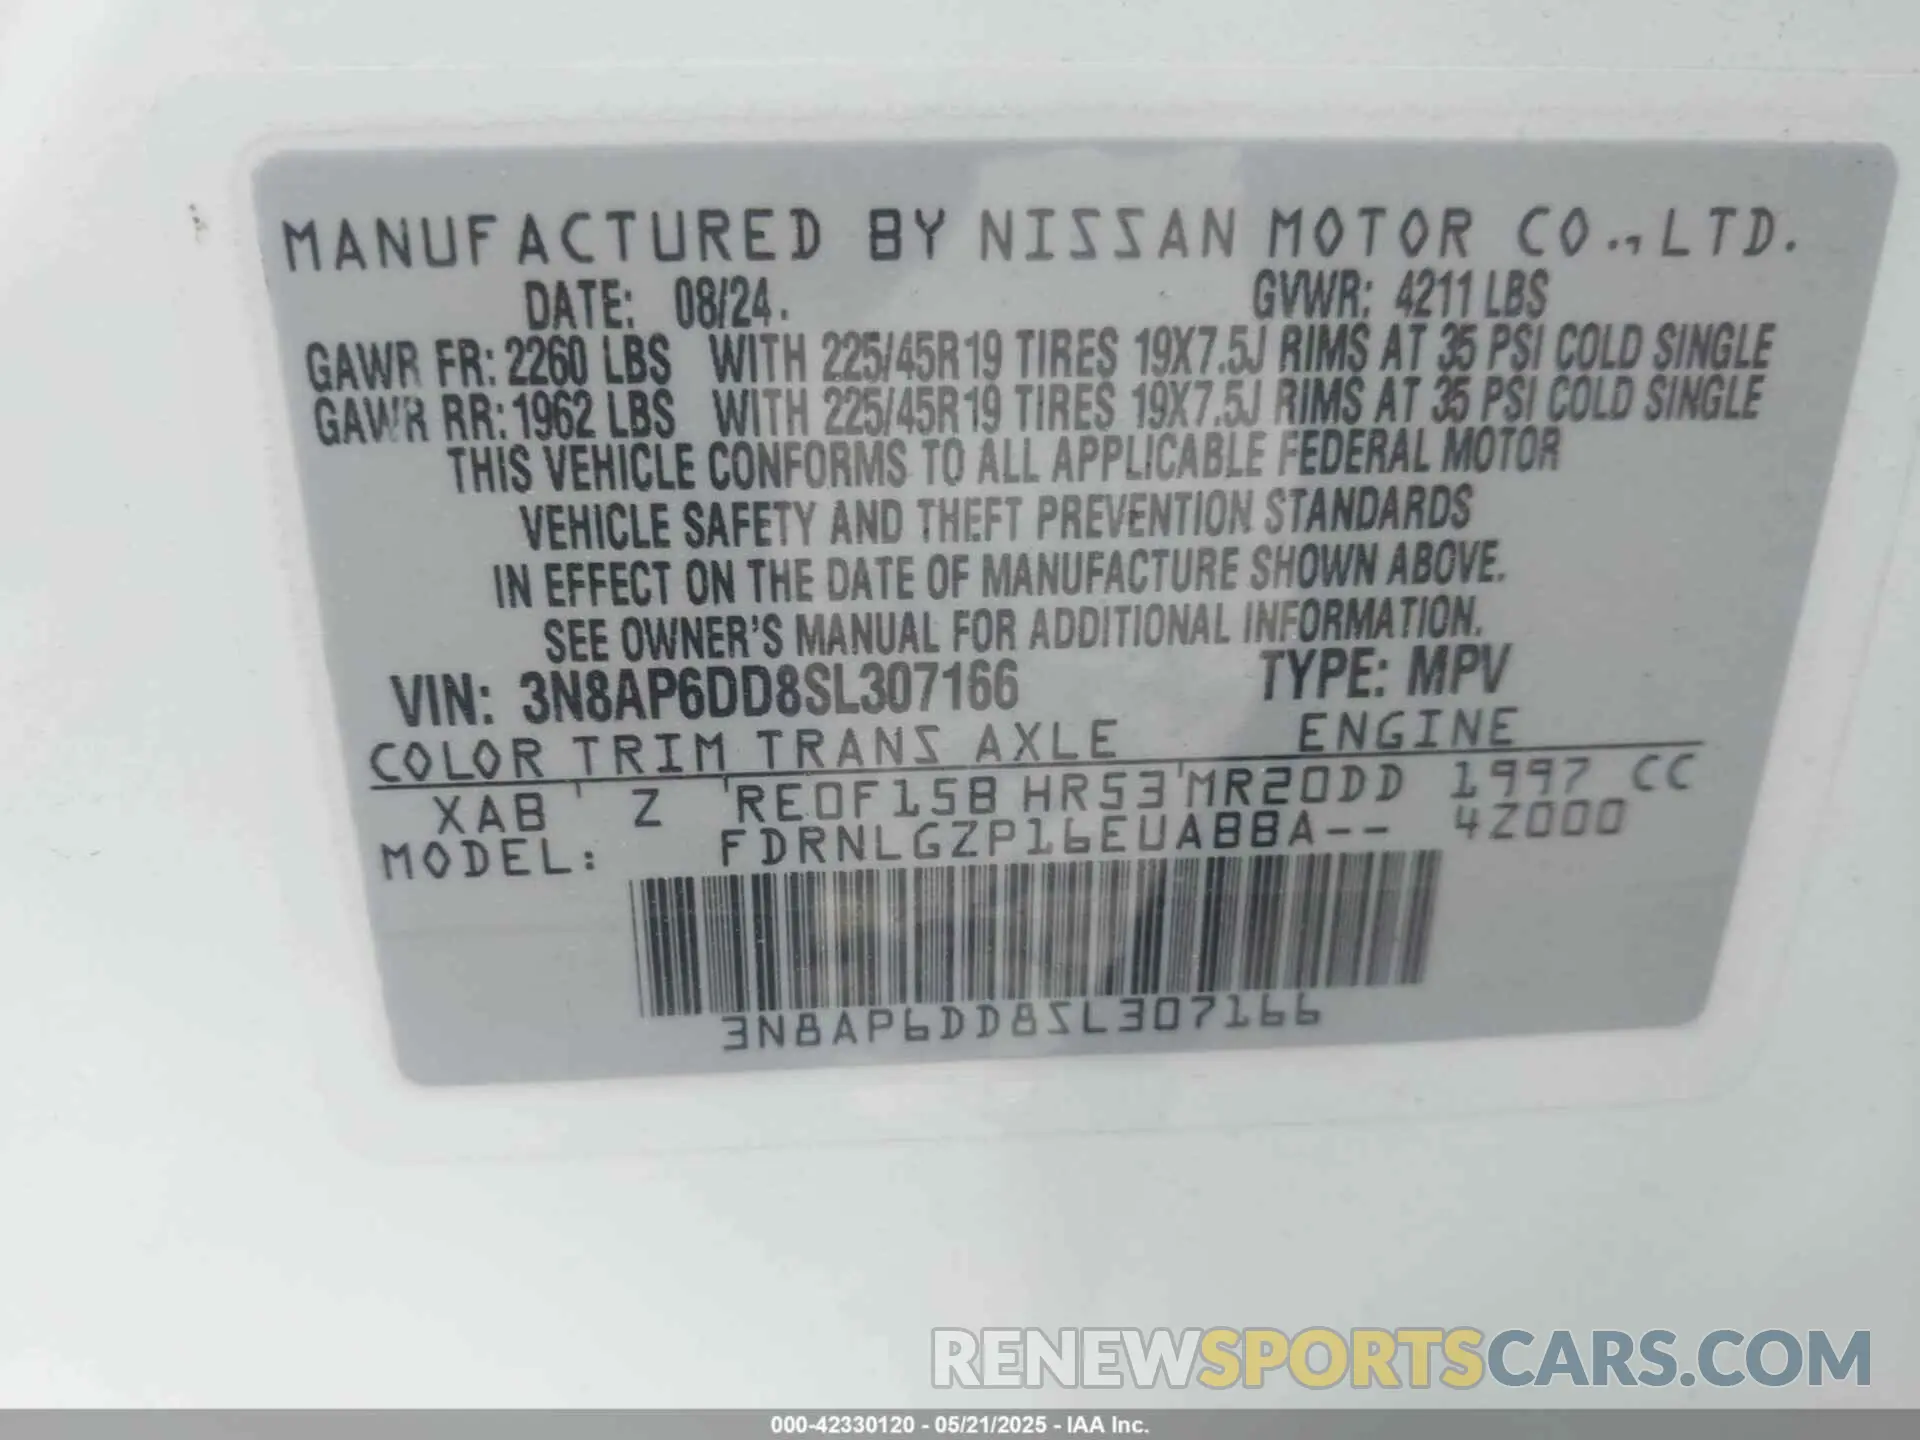 MANUFACTURED BY NISSAN MOTOR CO., LTD.
DATE: 08/24. GVWR: 4211 LBS
GAWR FR: 2260 LBS WITH 225/45R19 TIRES 19X7.5J RIMS AT 35 PSI COLD SINGLE
GAWR RR: 1962 LBS WITH 225/45R19 TIRES 19X7.5J RIMS AT 35 PSI COLD SINGLE
THIS VEHICLE CONFORMS TO ALL APPLICABLE FEDERAL MOTOR
VEHICLE SAFETY AND THEFT PREVENTION STANDARDS
IN EFFECT ON THE DATE OF MANUFACTURE SHOWN ABOVE.
SEE OWNER'S MANUAL FOR ADDITIONAL INFORMATION.
VIN: 3N8AP6DD8SL307166 TYPE: MPV
COLOR TRIM TRANS AXLE ENGINE
XAB Z RE0F15B HR53 MR20DD 1997 CC
MODEL: FDRNLGZP16EUABBA-- 4Z000
3N8AP6DD8SL307166
RENEWSPORTSCARS.COM
000-42330120 - 05/21/2025 - IAA Inc.